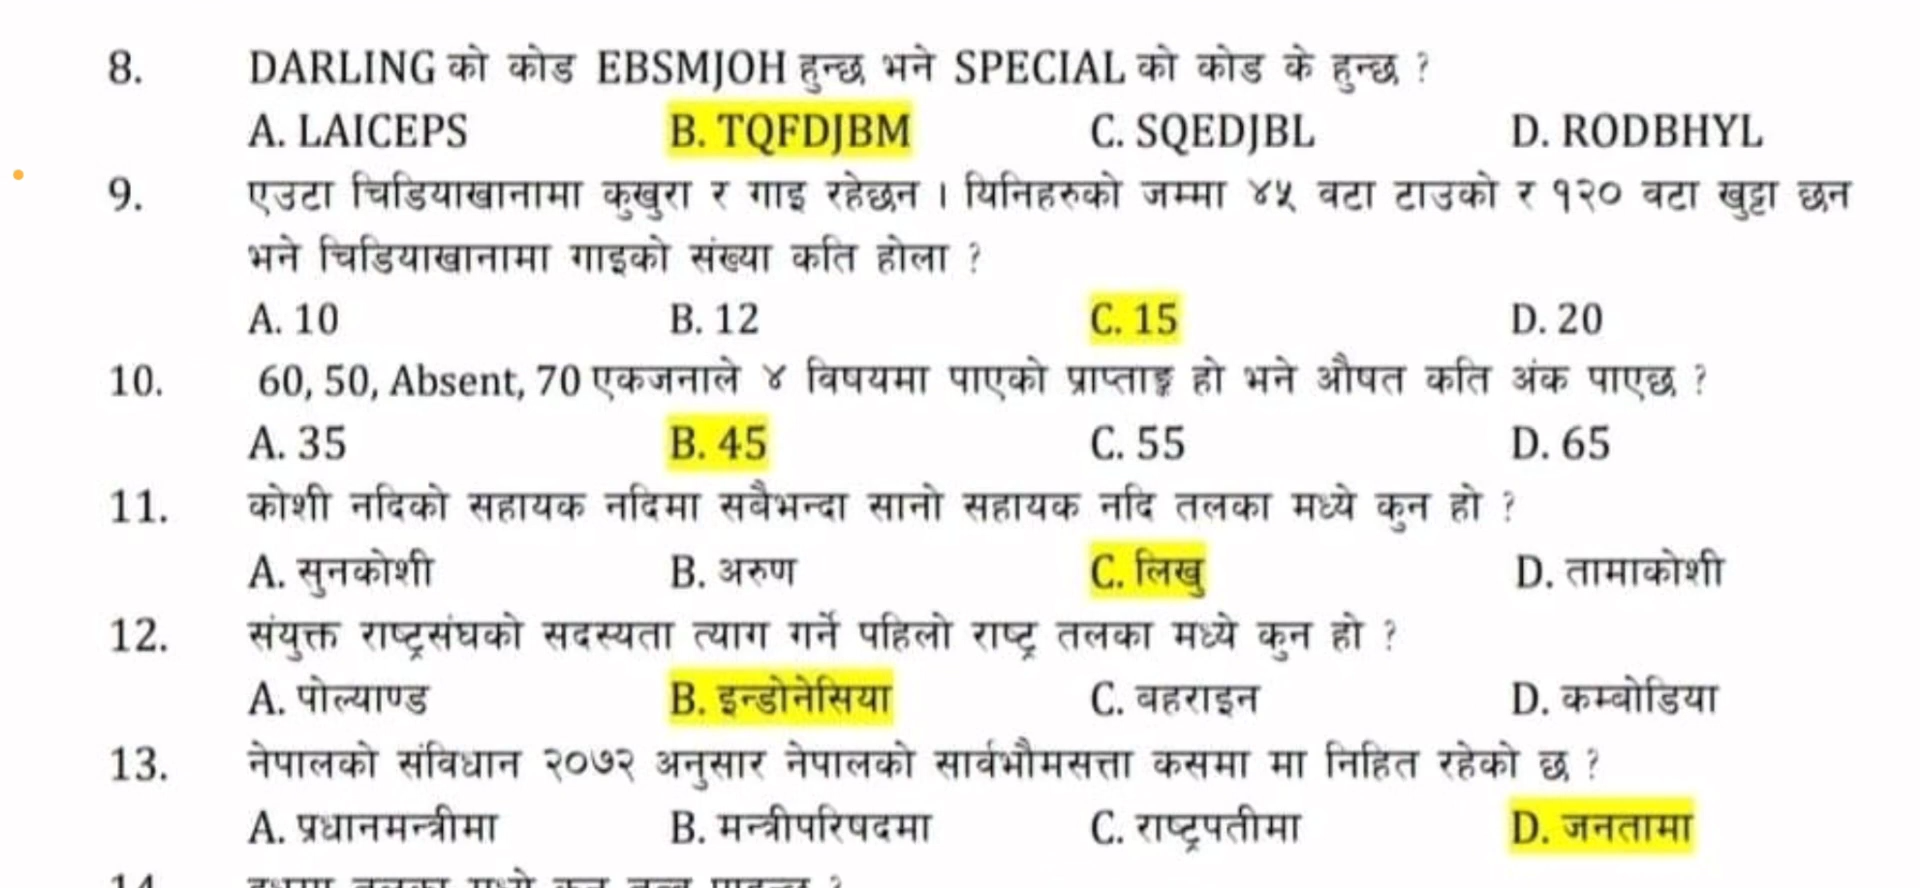 8. DARLING को कोड EBSMJOH हुन्छ भने SPECIAL को कोड के हुन्छ ?
A. LAICEPS B. TQFDJBM C. SQEDJBL D. RODBHYL
9. एउटा चिडियाखानामा कुखुरा र गाइ रहेछन । यिनिहरुको जम्मा ४५ वटा टाउको र १२० वटा खुट्टा छन
भने चिडियाखानामा गाइको संख्या कति होला ?
A. 10 B. 12 C. 15 D. 20
10. 60, 50, Absent, 70 एकजनाले ४ विषयमा पाएको प्राप्ताङ्क हो भने औषत कति अंक पाएछ ?
A. 35 B. 45 C. 55 D. 65
11. कोशी नदिको सहायक नदिमा सबैभन्दा सानो सहायक नदि तलका मध्ये कुन हो ?
A. सुनकोशी B. अरुण C. लिखु D. तामाकोशी
12. संयुक्त राष्ट्रसंघको सदस्यता त्याग गर्ने पहिलो राष्ट्र तलका मध्ये कुन हो ?
A. पोल्याण्ड B. इन्डोनेसिया C. वहराइन D. कम्बोडिया
13. नेपालको संविधान २०७२ अनुसार नेपालको सार्वभौमसत्ता कसमा मा निहित रहेको छ ?
A. प्रधानमन्त्रीमा B. मन्त्रीपरिषदमा C. राष्ट्रपतीमा D. जनतामा